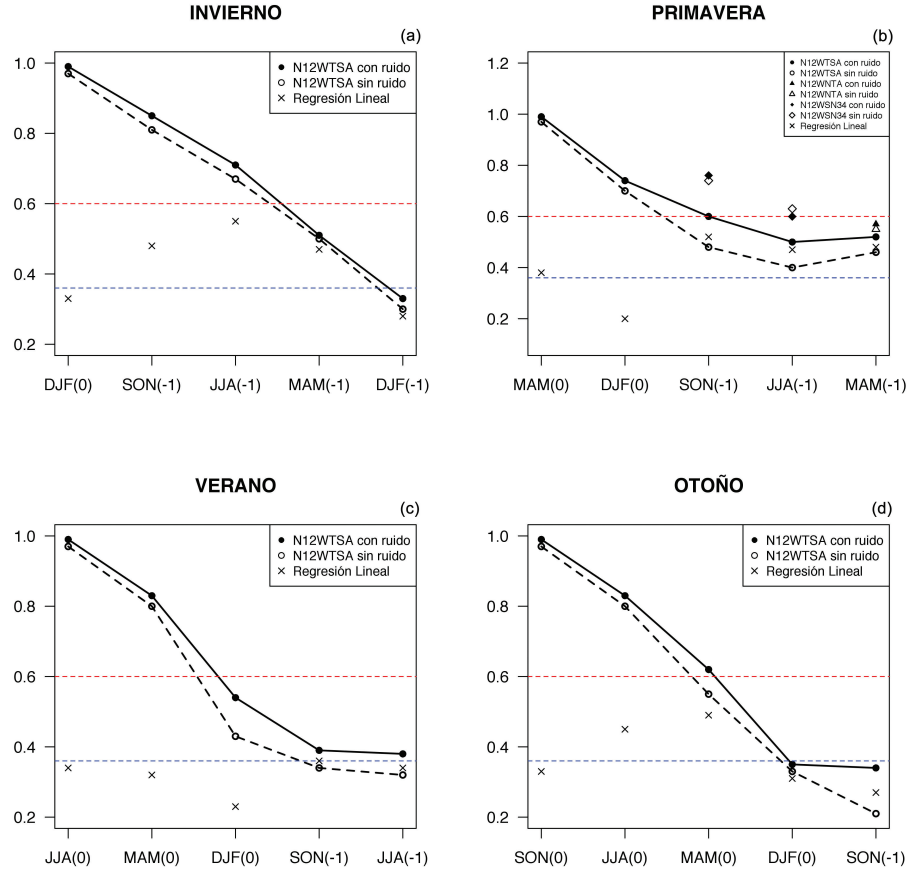 INVIERNO
(a)
N12WTSA con ruido
N12WTSA sin ruido
Regresión Lineal
1.0
0.8
0.6
0.4
0.2
DJF(0) SON(-1) JJA(-1) MAM(-1) DJF(-1)
PRIMAVERA
(b)
N12WTSA con ruido
N12WTSA sin ruido
N12WNTA con ruido
N12WNTA sin ruido
N12WSN34 con ruido
N12WSN34 sin ruido
Regresión Lineal
1.2
1.0
0.8
0.6
0.4
0.2
MAM(0) DJF(0) SON(-1) JJA(-1) MAM(-1)
VERANO
(c)
N12WTSA con ruido
N12WTSA sin ruido
Regresión Lineal
1.0
0.8
0.6
0.4
0.2
JJA(0) MAM(0) DJF(0) SON(-1) JJA(-1)
OTOÑO
(d)
N12WTSA con ruido
N12WTSA sin ruido
Regresión Lineal
1.0
0.8
0.6
0.4
0.2
SON(0) JJA(0) MAM(0) DJF(0) SON(-1)